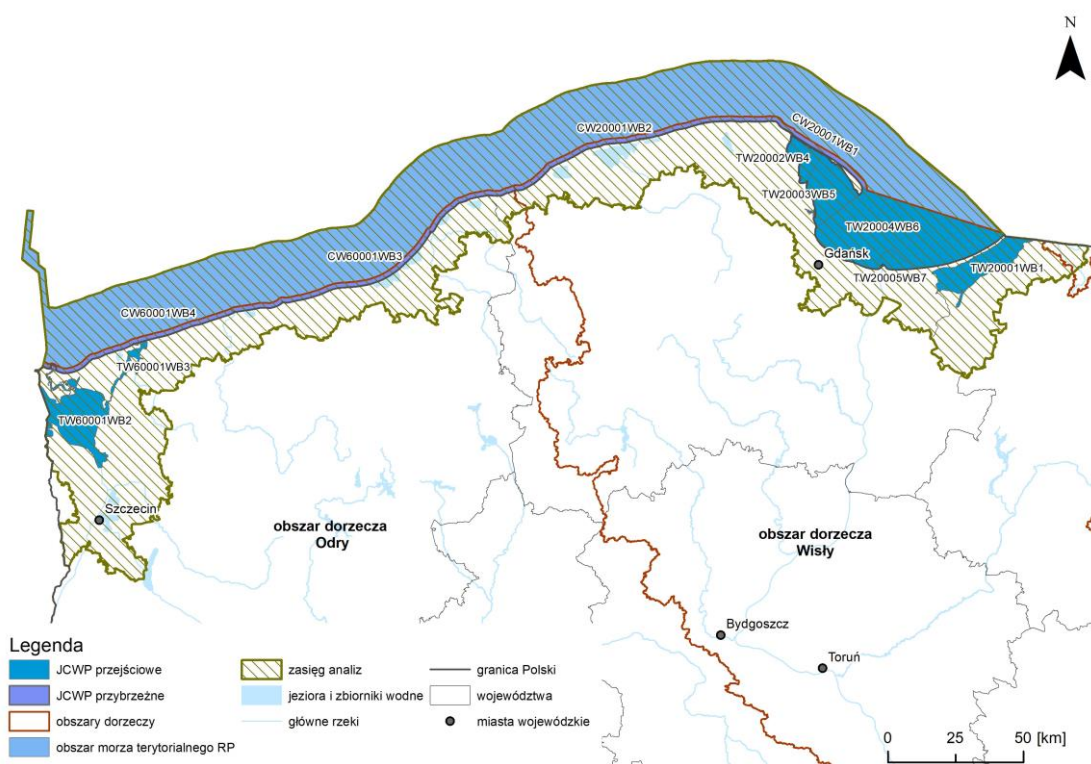 N
CW20001WB2
CW20001WB1
TW20002WB4
TW20003WB5
TW20004WB6
CW60001WB3
Gdańsk
TW20001WB1
TW20005WB7
CW60001WB4
TW60001WB3
TW60001WB2
Szczecin
obszar dorzecza
Odry
obszar dorzecza
Wisły
Bydgoszcz
Toruń
Legenda
JCWP przejściowe
JCWP przybrzeżne
obszary dorzeczy
obszar morza terytorialnego RP
zasięg analiz
jeziora i zbiorniki wodne
główne rzeki
granica Polski
województwa
miasta wojewódzkie
0 25 50 [km]